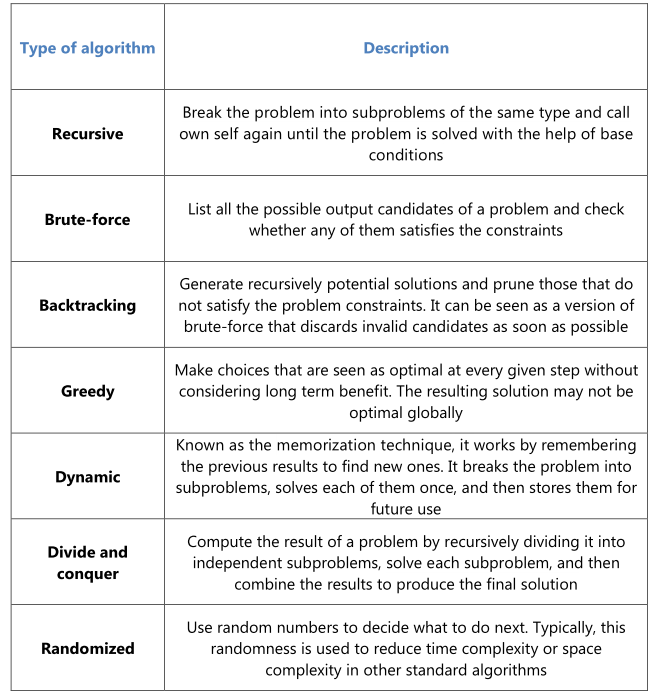 Type of algorithm
Description
Recursive
Break the problem into subproblems of the same type and call
own self again until the problem is solved with the help of base
conditions
Brute-force
List all the possible output candidates of a problem and check
whether any of them satisfies the constraints
Backtracking
Generate recursively potential solutions and prune those that do
not satisfy the problem constraints. It can be seen as a version of
brute-force that discards invalid candidates as soon as possible
Greedy
Make choices that are seen as optimal at every given step without
considering long term benefit. The resulting solution may not be
optimal globally
Dynamic
Known as the memorization technique, it works by remembering
the previous results to find new ones. It breaks the problem into
subproblems, solves each of them once, and then stores them for
future use
Divide and
conquer
Compute the result of a problem by recursively dividing it into
independent subproblems, solve each subproblem, and then
combine the results to produce the final solution
Randomized
Use random numbers to decide what to do next. Typically, this
randomness is used to reduce time complexity or space
complexity in other standard algorithms